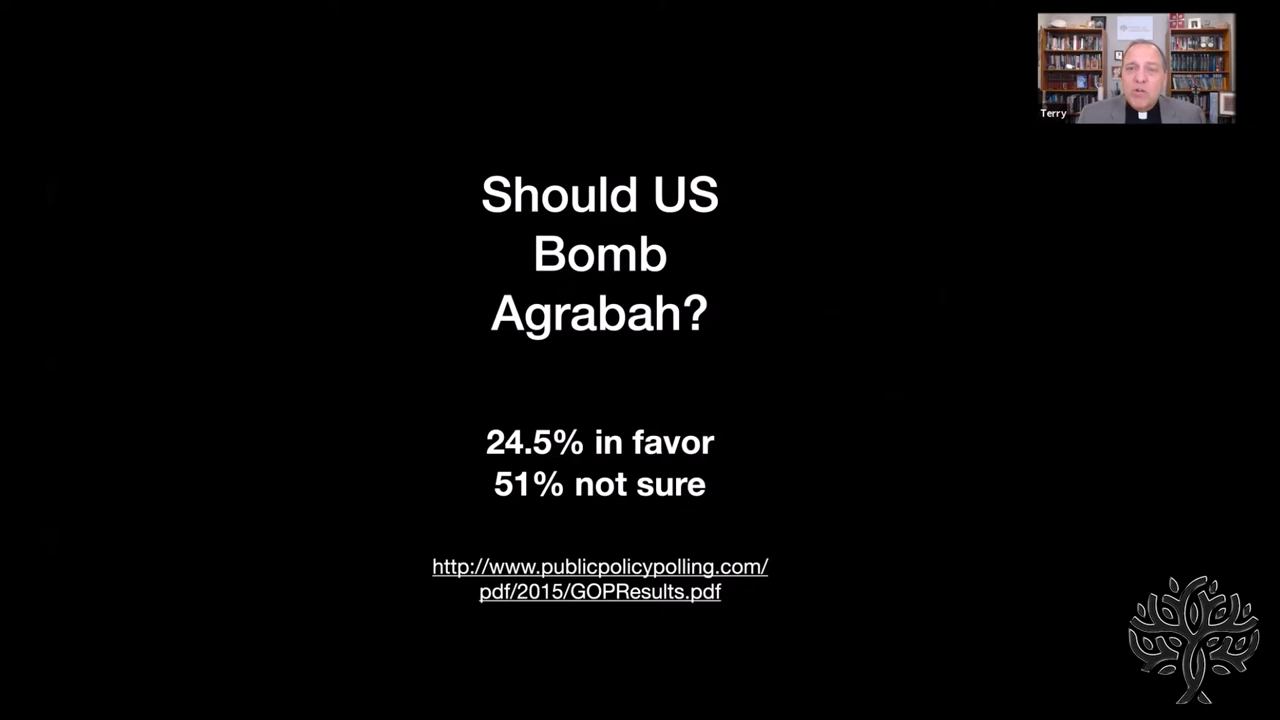 Terry
Should US
Bomb
Agrabah?
24.5% in favor
51% not sure
http://www.publicpolicypolling.com/
pdf/2015/GOPResults.pdf